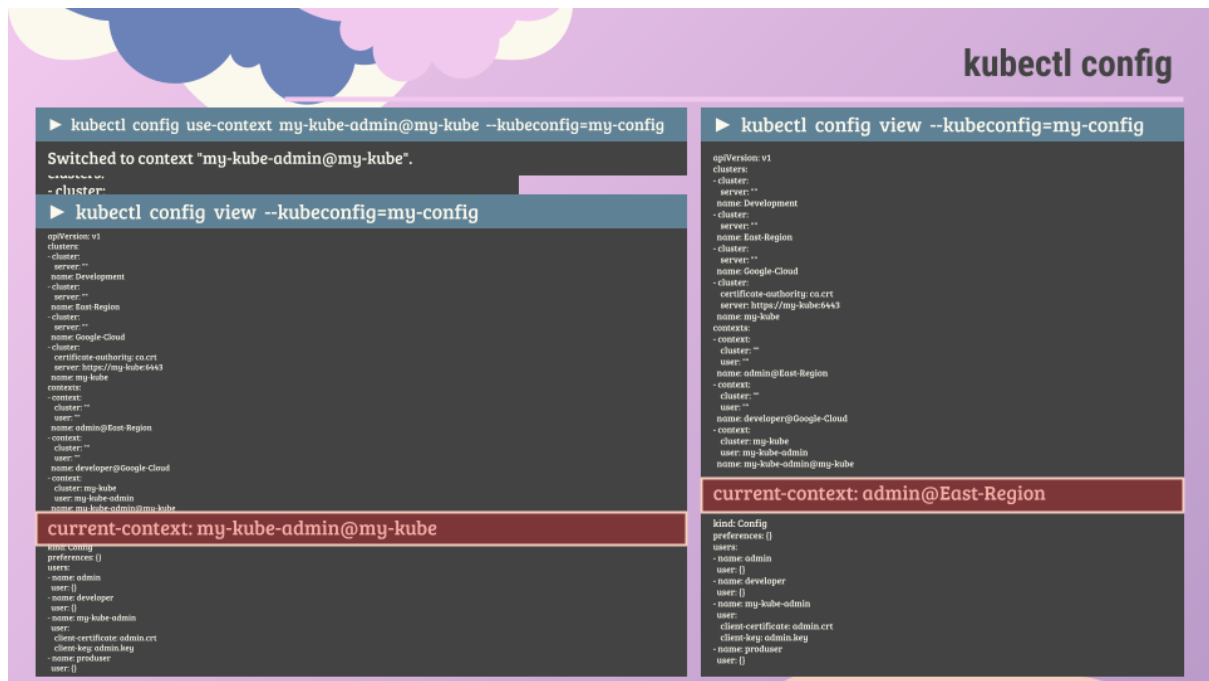 kubectl config
► kubectl config use-context my-kube-admin@my-kube --kubeconfig=my-config
Switched to context "my-kube-admin@my-kube".
clusters:
- cluster:
► kubectl config view --kubeconfig=my-config
apiVersion: v1
clusters:
- cluster:
server: ""
name: Development
- cluster:
server: ""
name: East-Region
- cluster:
server: ""
name: Google-Cloud
- cluster:
certificate-authority: ca.crt
server: https://my-kube:6443
name: my-kube
contexts:
- context:
cluster: ""
user: ""
name: admin@East-Region
- context:
cluster: ""
user: ""
name: developer@Google-Cloud
- context:
cluster: my-kube
user: my-kube-admin
name: my-kube-admin@my-kube
current-context: my-kube-admin@my-kube
kind: Config
preferences: {}
users:
- name: admin
user: {}
- name: developer
user: {}
- name: my-kube-admin
user:
client-certificate: admin.crt
client-key: admin.key
- name: produser
user: {}
► kubectl config view --kubeconfig=my-config
apiVersion: v1
clusters:
- cluster:
server: ""
name: Development
- cluster:
server: ""
name: East-Region
- cluster:
server: ""
name: Google-Cloud
- cluster:
certificate-authority: ca.crt
server: https://my-kube:6443
name: my-kube
contexts:
- context:
cluster: ""
user: ""
name: admin@East-Region
- context:
cluster: ""
user: ""
name: developer@Google-Cloud
- context:
cluster: my-kube
user: my-kube-admin
name: my-kube-admin@my-kube
current-context: admin@East-Region
kind: Config
preferences: {}
users:
- name: admin
user: {}
- name: developer
user: {}
- name: my-kube-admin
user:
client-certificate: admin.crt
client-key: admin.key
- name: produser
user: {}